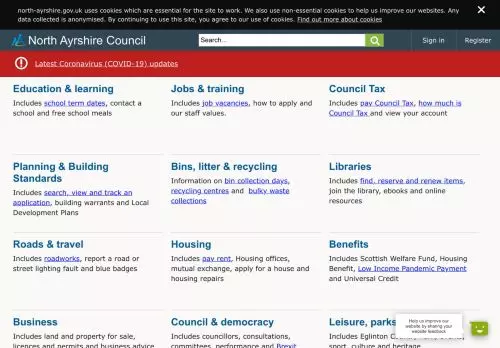 north-ayrshire.gov.uk uses cookies which are essential for the site to work. We also use non-essential cookies to help us improve our websites. Any
data collected is anonymised. By continuing to use this site, you agree to our use of cookies. Find out more about cookies
North Ayrshire Council
Search...
Sign in
Register
Latest Coronavirus (COVID-19) updates
Education & learning
Includes school term dates, contact a
school and free school meals
Jobs & training
Includes job vacancies, how to apply and
our staff values.
Council Tax
Includes pay Council Tax, how much is
Council Tax and view your account
Planning & Building
Standards
Includes search, view and track an
application, building warrants and Local
Development Plans
Bins, litter & recycling
Information on bin collection days,
recycling centres and bulky waste
collections
Libraries
Includes find, reserve and renew items,
join the library, ebooks and online
resources
Roads & travel
Includes roadworks, report a road or
street lighting fault and blue badges
Housing
Includes pay rent, Housing offices,
mutual exchange, apply for a house and
housing repairs
Benefits
Includes Scottish Welfare Fund, Housing
Benefit, Low Income Pandemic Payment
and Universal Credit
Business
Includes land and property for sale,
licences and permits and business advice
Council & democracy
Includes councillors, consultations,
committees, performance and Brexit
Leisure, parks
Includes Eglinton
sport, culture and heritage
Help us improve our
website by sharing your
website feedback